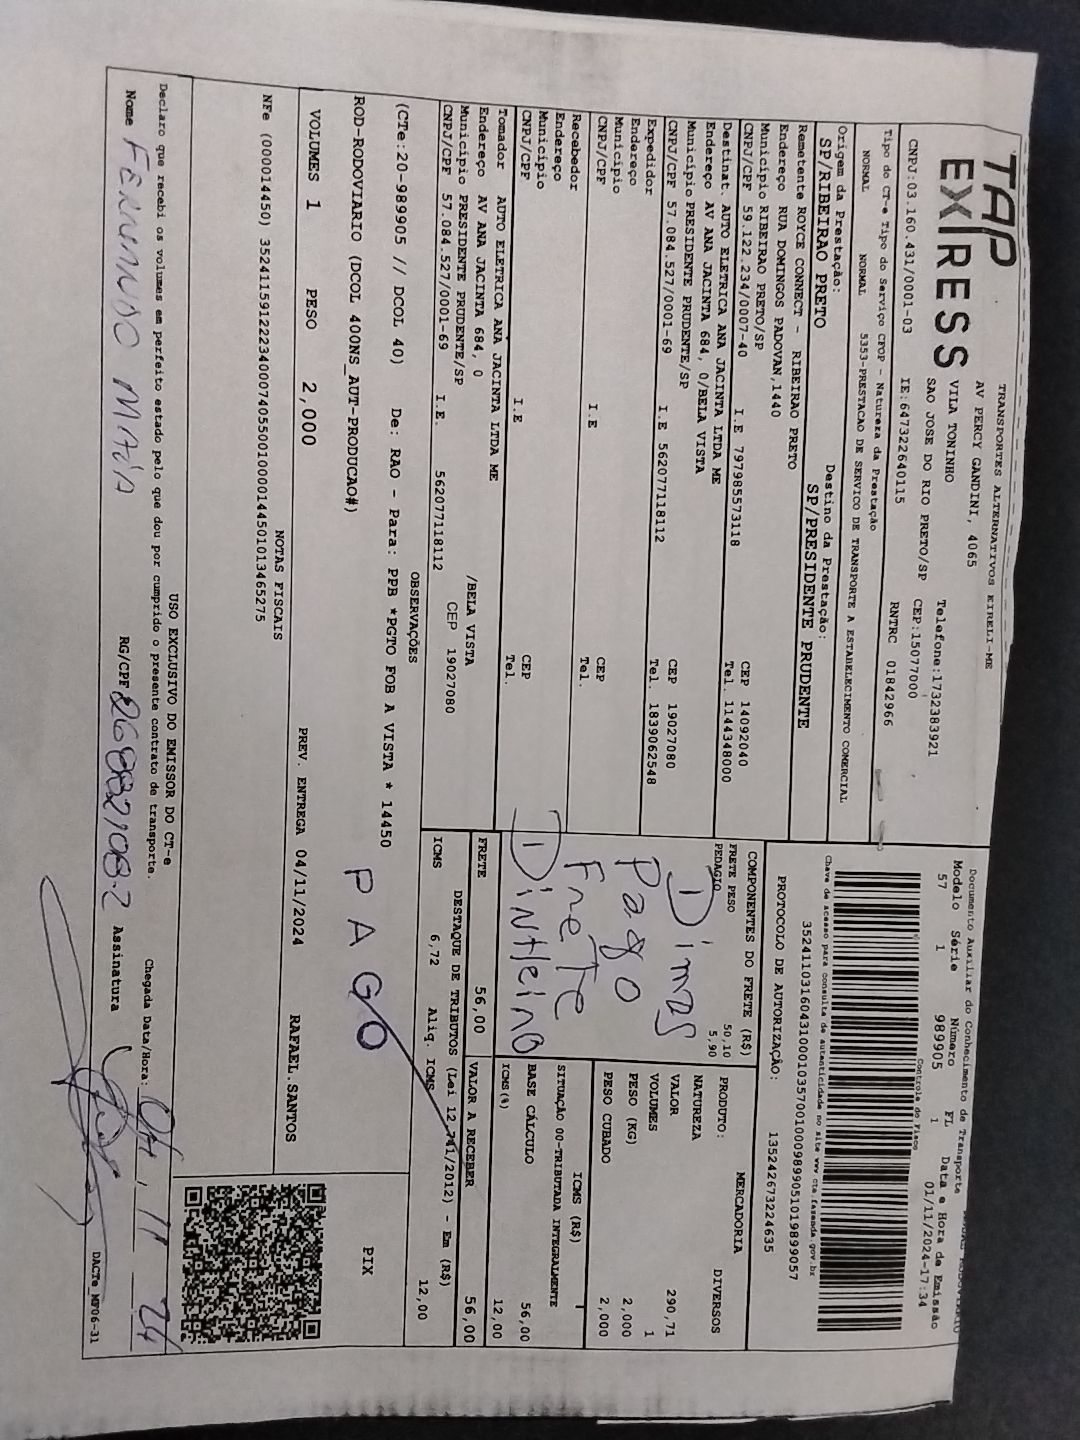 TAP
EXPRESS
TRANSPORTES ALTERNATIVOS EIRELI-ME
AV PERCY GANDINI, 4065
VILA TONINHO
SAO JOSE DO RIO PRETO/SP
Telefone:1732383921
CEP:15077000
CNPJ:03.160.431/0001-03 IE:647322640115 RNTRC 01842966
Tipo do CT-e Tipo do Serviço CFOP - Natureza da Prestação
NORMAL NORMAL 5353-PRESTACAO DE SERVICO DE TRANSPORTE A ESTABELECIMENTO COMERCIAL
Origem da Prestação: Destino da Prestação:
SP/RIBEIRAO PRETO SP/PRESIDENTE PRUDENTE
Remetente ROYCE CONNECT - RIBEIRAO PRETO
Endereço RUA DOMINGOS PADOVAN,1440
Município RIBEIRAO PRETO/SP CEP 14092040
CNPJ/CPF 59.122.234/0007-40 I.E 797985573118 Tel. 11444348000
Destinat. AUTO ELETRICA ANA JACINTA LTDA ME
Endereço AV ANA JACINTA 684, 0/BELA VISTA
Município PRESIDENTE PRUDENTE/SP CEP 19027080
CNPJ/CPF 57.084.527/0001-69 I.E 562077118112 Tel. 1839062548
Expedidor
Endereço
Município CEP
CNPJ/CPF I.E Tel.
Recebedor
Endereço
Município CEP
CNPJ/CPF I.E Tel.
Tomador AUTO ELETRICA ANA JACINTA LTDA ME
Endereço AV ANA JACINTA 684, 0 /BELA VISTA
Município PRESIDENTE PRUDENTE/SP CEP 19027080
CNPJ/CPF 57.084.527/0001-69 I.E. 562077118112
Documento Auxiliar do Conhecimento de Transporte
Modelo Série Número FL Data e Hora de Emissão
57 1 989905 1 01/11/2024-17:34
Controle do Fisco
Chave de acesso para consulta de autenticidade no site www.cte.fazenda.gov.br
35241103160431000103570010009899051019899057
PROTOCOLO DE AUTORIZAÇÃO: 135242673224635
COMPONENTES DO FRETE (R$)
FRETE PESO 50,10
PEDAGIO 5,90
Dimas
Pago
Frete
Dinheiro
PRODUTO: MERCADORIA
NATUREZA DIVERSOS
VALOR 290,71
VOLUMES 1
PESO (KG) 2,000
PESO CUBADO 2,000
ICMS (R$)
SITUAÇÃO 00-TRIBUTADA INTEGRALMENTE
BASE CÁLCULO 56,00
ICMS(%) 12,00
FRETE 56,00 VALOR A RECEBER 56,00
DESTAQUE DE TRIBUTOS (Lei 12.741/2012) - Em (R$)
ICMS 6,72 Aliq. ICMS 12,00
OBSERVAÇÕES
(CTe:20-989905 // DCOL 40) De: RAO - Para: PPB *PGTO FOB A VISTA * 14450
ROD-RODOVIARIO (DCOL 400NS_AUT-PRODUCAO#)
PAGO
PIX
VOLUMES 1 PESO 2,000 PREV. ENTREGA 04/11/2024 RAFAEL.SANTOS
NOTAS FISCAIS
NFe (000014450) 35241159122234000740550010000144501013465275
USO EXCLUSIVO DO EMISSOR DO CT-e
Declaro que recebi os volumes em perfeito estado pelo que dou por cumprido o presente contrato de transporte.
Chegada Data/Hora: 04 11 24
Nome FERNANDO MAIA RG/CPF Assinatura
DACTe_MF06-31